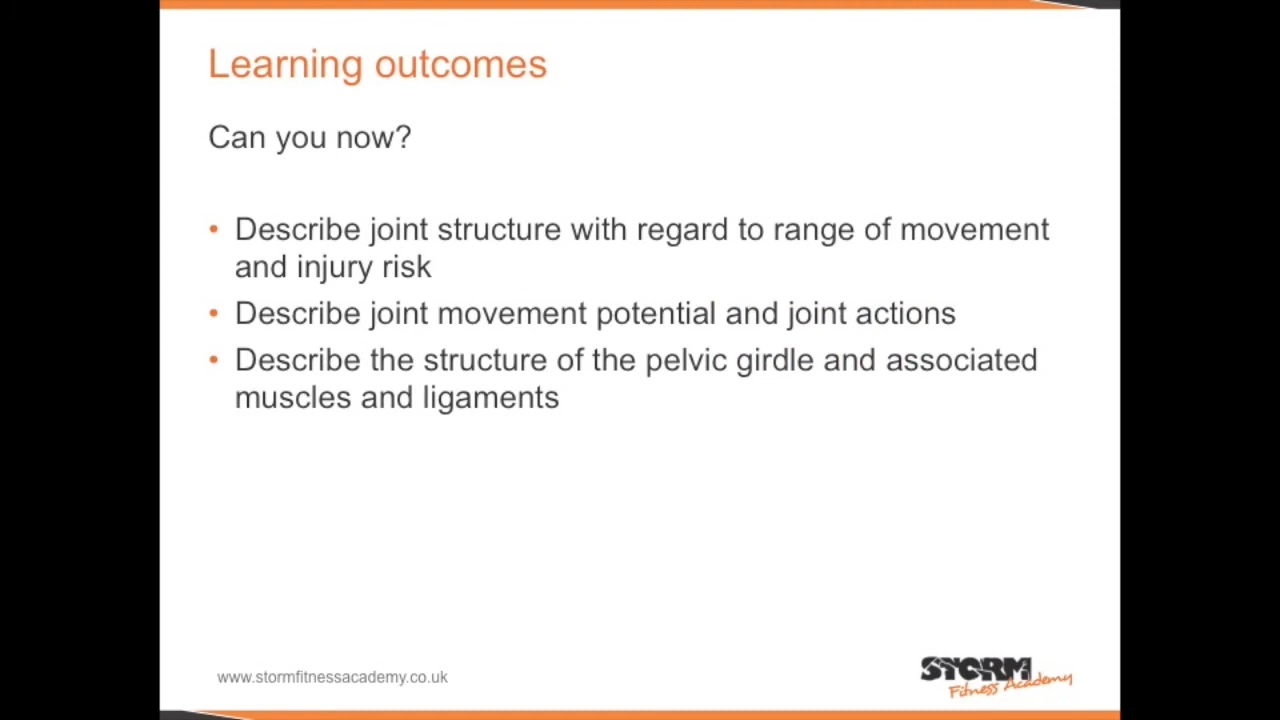 Learning outcomes
Can you now?
• Describe joint structure with regard to range of movement
and injury risk
• Describe joint movement potential and joint actions
• Describe the structure of the pelvic girdle and associated
muscles and ligaments
www.stormfitnessacademy.co.uk
STORM
Fitness Academy